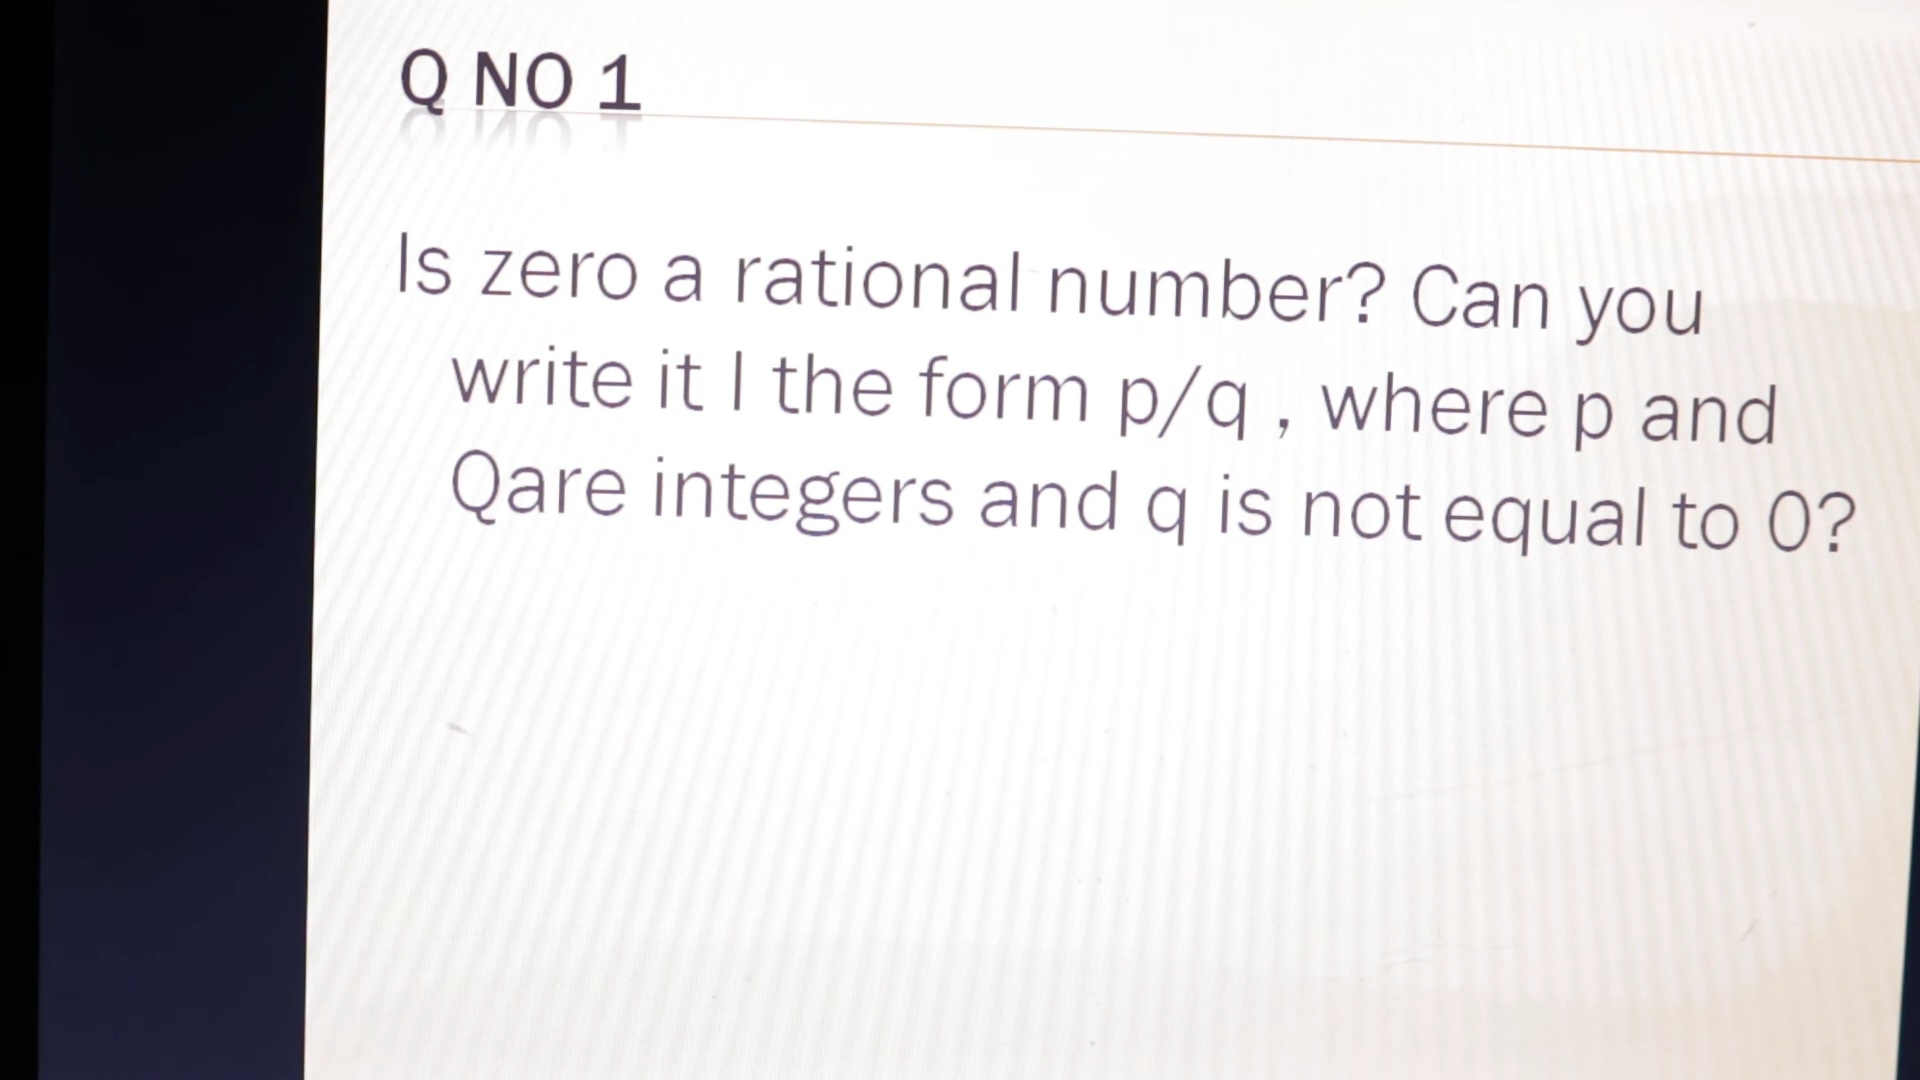 Q NO 1
Is zero a rational number? Can you
write it I the form p/q , where p and
Qare integers and q is not equal to 0?